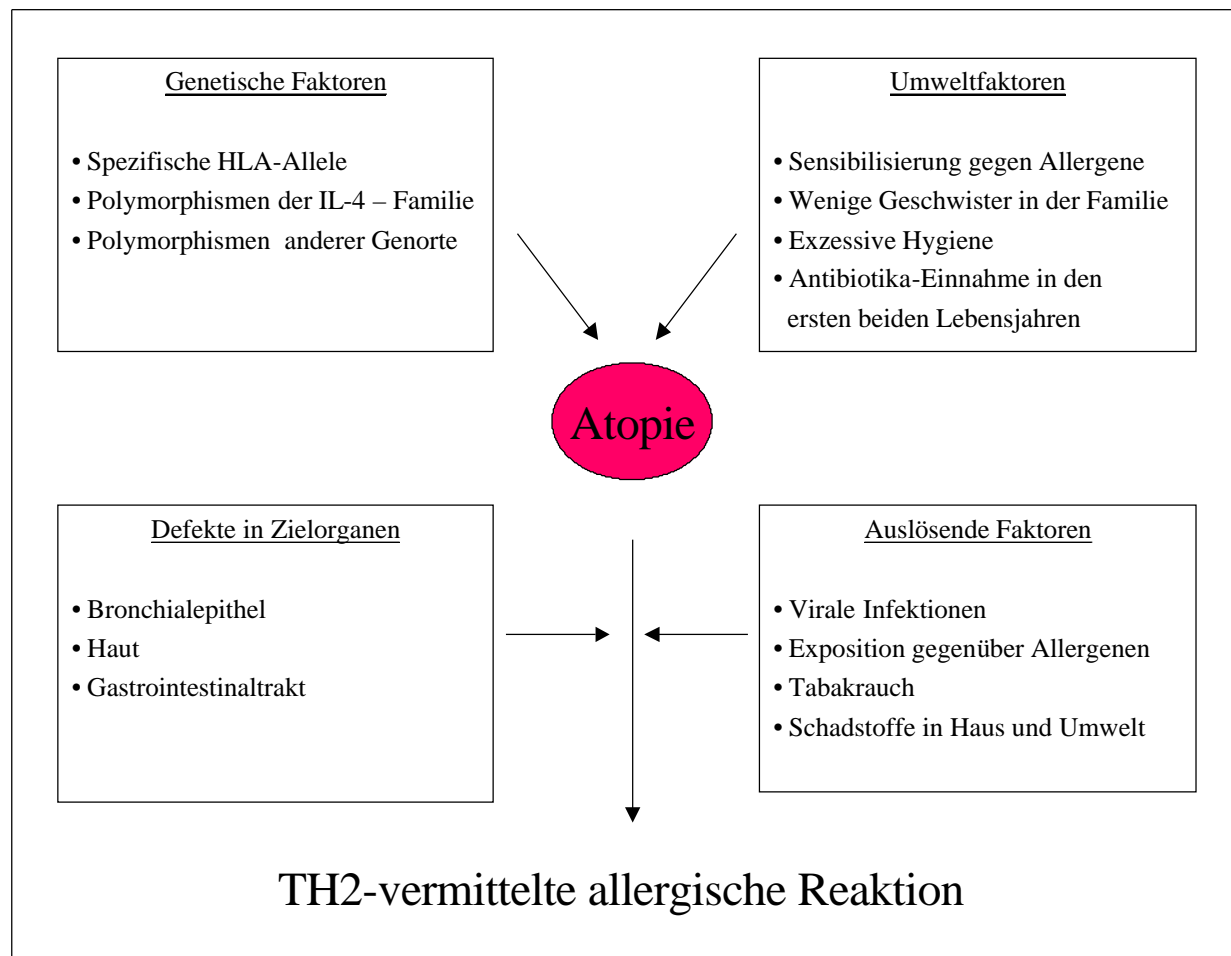 Genetische Faktoren
• Spezifische HLA-Allele
• Polymorphismen der IL-4 – Familie
• Polymorphismen anderer Genorte
Umweltfaktoren
• Sensibilisierung gegen Allergene
• Wenige Geschwister in der Familie
• Exzessive Hygiene
• Antibiotika-Einnahme in den
ersten beiden Lebensjahren
Atopie
Defekte in Zielorganen
• Bronchialepithel
• Haut
• Gastrointestinaltrakt
Auslösende Faktoren
• Virale Infektionen
• Exposition gegenüber Allergenen
• Tabakrauch
• Schadstoffe in Haus und Umwelt
TH2-vermittelte allergische Reaktion